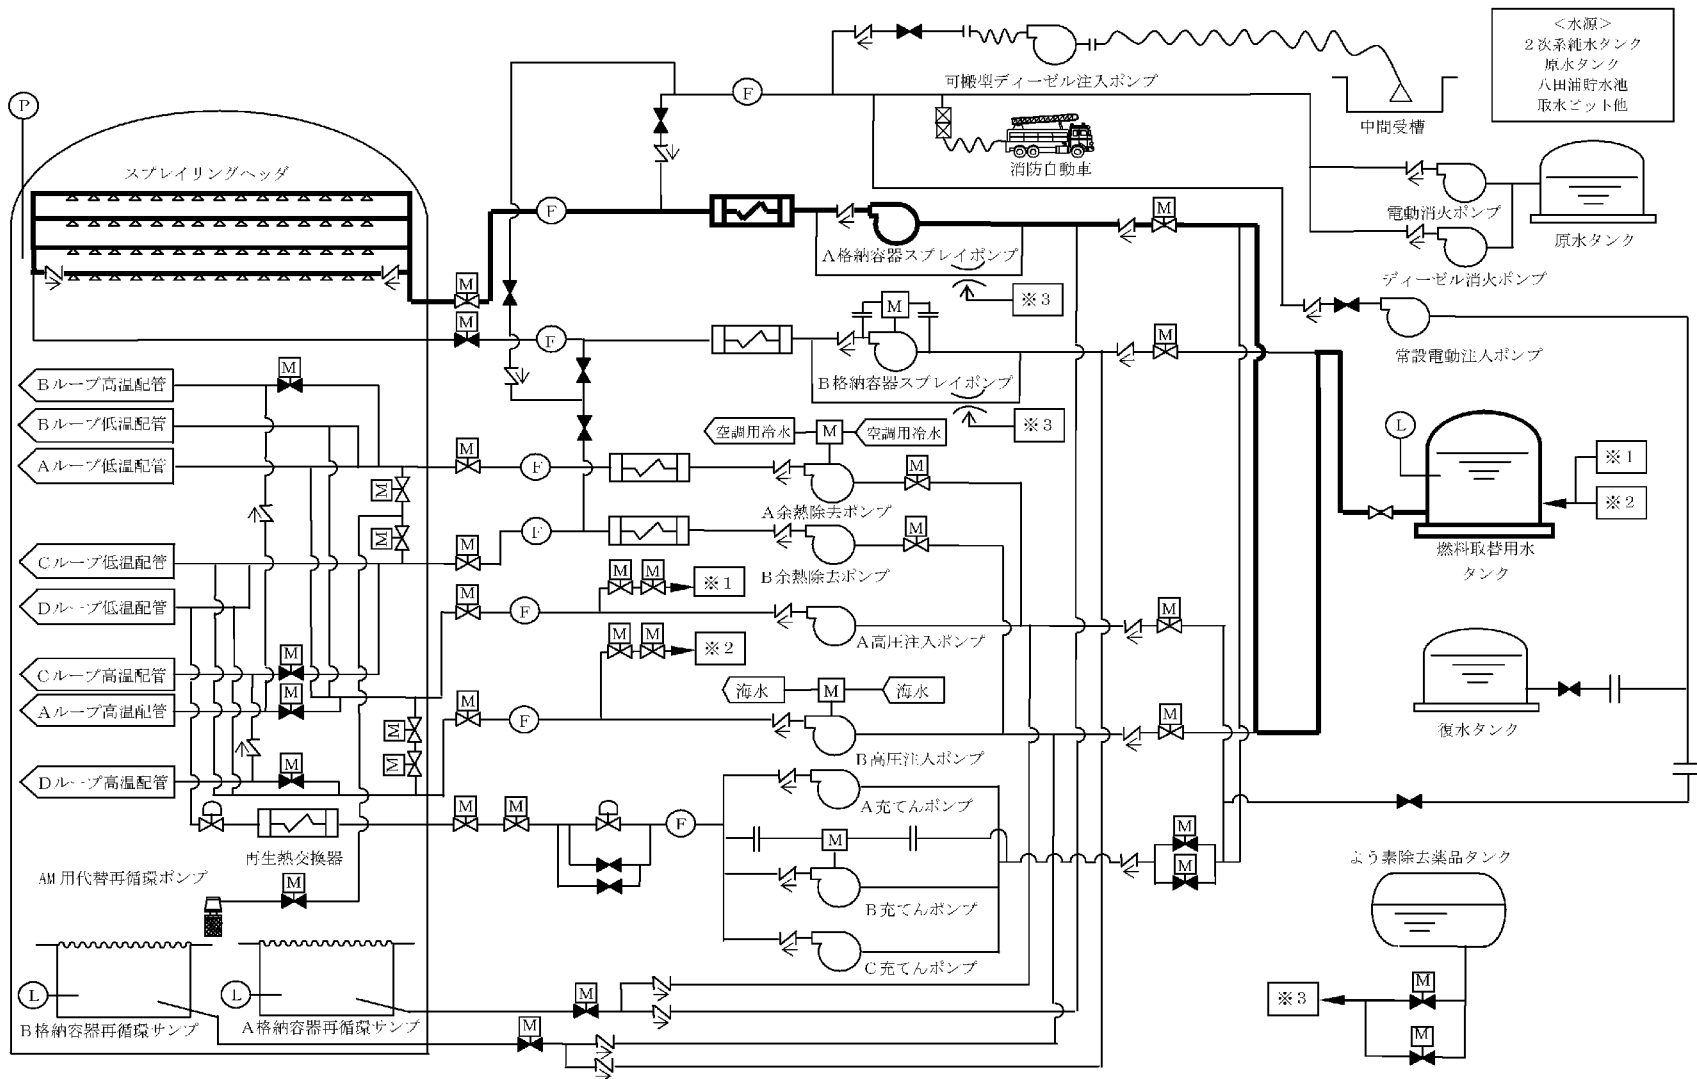 <水源>
2次系純水タンク
原水タンク
八田浦貯水池
取水ピット他
可搬型ディーゼル注入ポンプ
中間受槽
消防自動車
P
F
スプレイリングヘッダ
電動消火ポンプ
原水タンク
ディーゼル消火ポンプ
F
M
A格納容器スプレイポンプ
※3
M
M
F
M
M
常設電動注入ポンプ
B格納容器スプレイポンプ
※3
Bループ高温配管
M
Bループ低温配管
空調用冷水
M
空調用冷水
L
Aループ低温配管
M
F
M
※1
M
※2
A余熱除去ポンプ
M
F
M
燃料取替用水
タンク
Cループ低温配管
M
B余熱除去ポンプ
M
M
※1
Dループ低温配管
M
F
M
A高圧注入ポンプ
M
M
※2
Cループ高温配管
M
Aループ高温配管
M
海水
M
海水
M
F
M
復水タンク
M
M
B高圧注入ポンプ
Dループ高温配管
M
A充てんポンプ
M
M
F
M
M
再生熱交換器
よう素除去薬品タンク
M
AM用代替再循環ポンプ
M
B充てんポンプ
C充てんポンプ
L
L
M
M
※3
B格納容器再循環サンプ
A格納容器再循環サンプ
M
M